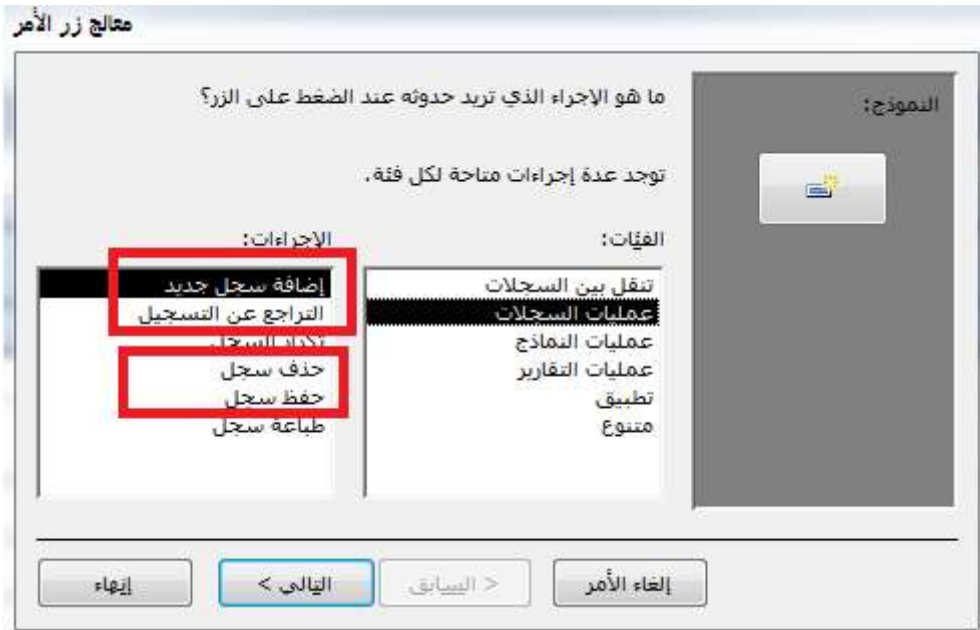 معالج زر الأمر
النموذج:
ما هو الإجراء الذي تريد حدوثه عند الضغط على الزر؟
توجد عدة إجراءات متاحة لكل فئة.
الفئات:
تنقل بين السجلات
عمليات السجلات
عمليات النماذج
عمليات التقارير
تطبيق
متنوع
الإجراءات:
إضافة سجل جديد
التراجع عن التسجيل
تكرار السجل
حذف سجل
حفظ سجل
طباعة سجل
إلغاء الأمر
< السابق
التالي >
إنهاء